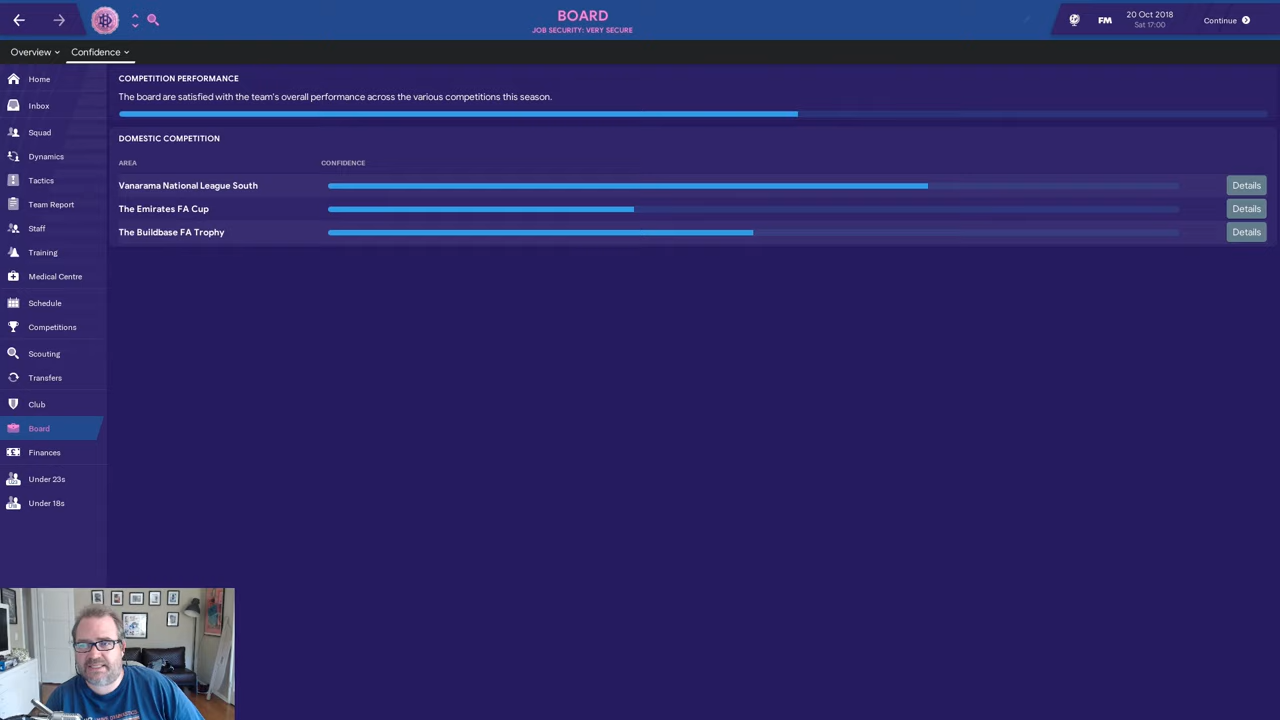 BOARD
JOB SECURITY: VERY SECURE
FM
20 Oct 2018
Sat 17:00
Continue
Overview
Confidence
Home
Inbox
Squad
Dynamics
Tactics
Team Report
Staff
Training
Medical Centre
Schedule
Competitions
Scouting
Transfers
Club
Board
Finances
Under 23s
Under 18s
COMPETITION PERFORMANCE
The board are satisfied with the team's overall performance across the various competitions this season.
DOMESTIC COMPETITION
AREA CONFIDENCE
Vanarama National League South Details
The Emirates FA Cup Details
The Buildbase FA Trophy Details